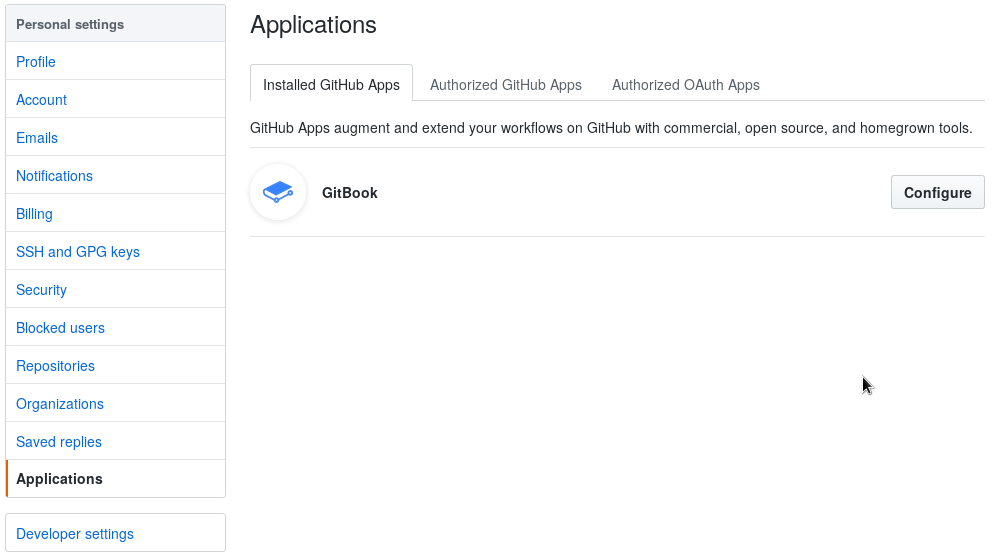 Personal settings
Profile
Account
Emails
Notifications
Billing
SSH and GPG keys
Security
Blocked users
Repositories
Organizations
Saved replies
Applications
Developer settings
Applications
Installed GitHub Apps
Authorized GitHub Apps
Authorized OAuth Apps
GitHub Apps augment and extend your workflows on GitHub with commercial, open source, and homegrown tools.
GitBook
Configure